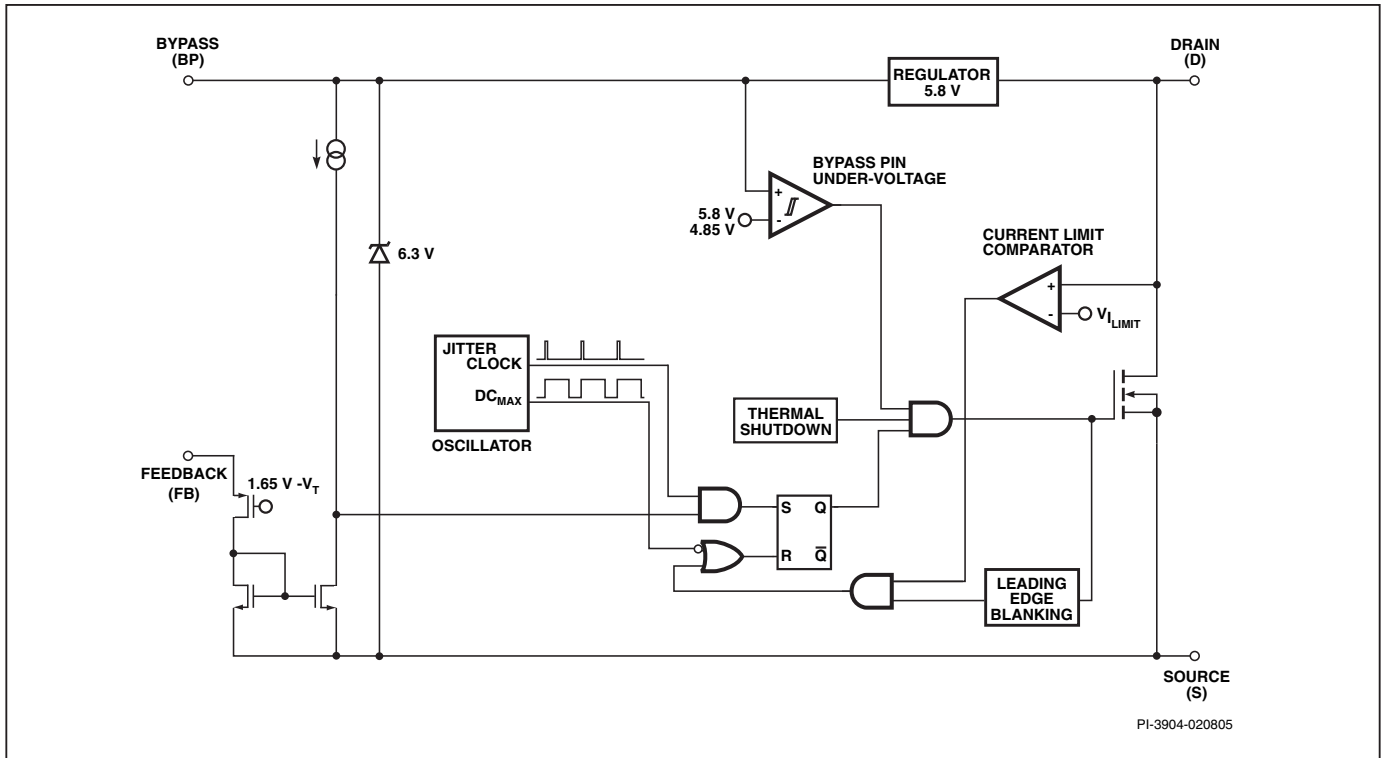 BYPASS
(BP)
DRAIN
(D)
REGULATOR
5.8 V
BYPASS PIN
UNDER-VOLTAGE
+
5.8 V
4.85 V
-
CURRENT LIMIT
COMPARATOR
+
-
VI_LIMIT
6.3 V
JITTER
CLOCK
DCMAX
OSCILLATOR
THERMAL
SHUTDOWN
FEEDBACK
(FB)
1.65 V -VT
S Q
R Q̅
LEADING
EDGE
BLANKING
SOURCE
(S)
PI-3904-020805